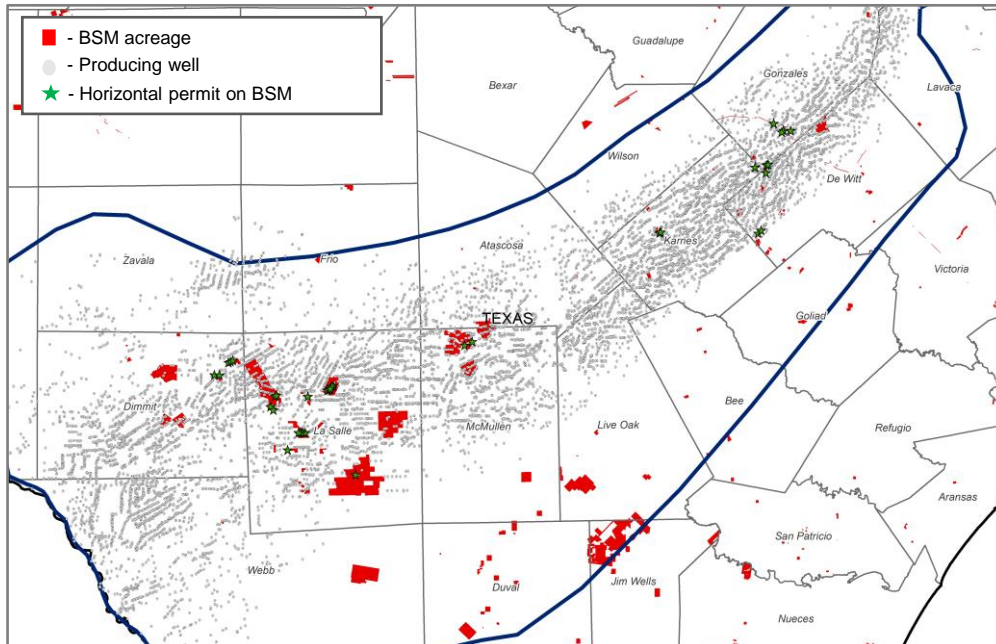 - BSM acreage
- Producing well
- Horizontal permit on BSM
Guadalupe
Bexar
Gonzales
Lavaca
Wilson
De Witt
Karnes
Atascosa
Zavala
Frio
Victoria
Goliad
TEXAS
Dimmit
La Salle
McMullen
Live Oak
Bee
Refugio
Aransas
San Patricio
Webb
Duval
Jim Wells
Nueces